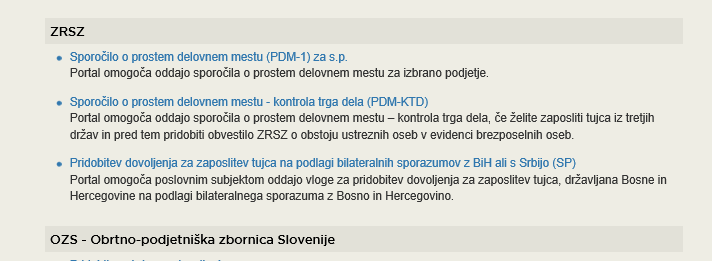 ZRSZ
Sporočilo o prostem delovnem mestu (PDM-1) za s.p.
Portal omogoča oddajo sporočila o prostem delovnem mestu za izbrano podjetje.
Sporočilo o prostem delovnem mestu - kontrola trga dela (PDM-KTD)
Portal omogoča oddajo sporočila o prostem delovnem mestu – kontrola trga dela, če želite zaposliti tujca iz tretjih
držav in pred tem pridobiti obvestilo ZRSZ o obstoju ustreznih oseb v evidenci brezposelnih oseb.
Pridobitev dovoljenja za zaposlitev tujca na podlagi bilateralnih sporazumov z BiH ali s Srbijo (SP)
Portal omogoča poslovnim subjektom oddajo vloge za pridobitev dovoljenja za zaposlitev tujca, državljana Bosne in
Hercegovine na podlagi bilateralnega sporazuma z Bosno in Hercegovino.
OZS - Obrtno-podjetniška zbornica Slovenije